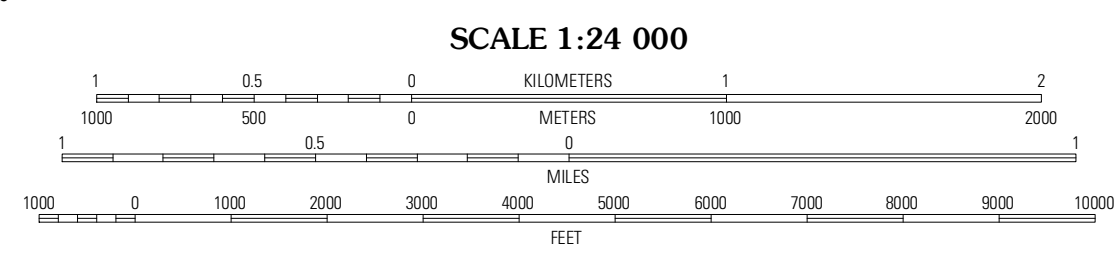 SCALE 1:24 000
1 0.5 0 KILOMETERS 1 2
1000 500 0 METERS 1000 2000
1 0.5 0 1
MILES
1000 0 1000 2000 3000 4000 5000 6000 7000 8000 9000 10000
FEET